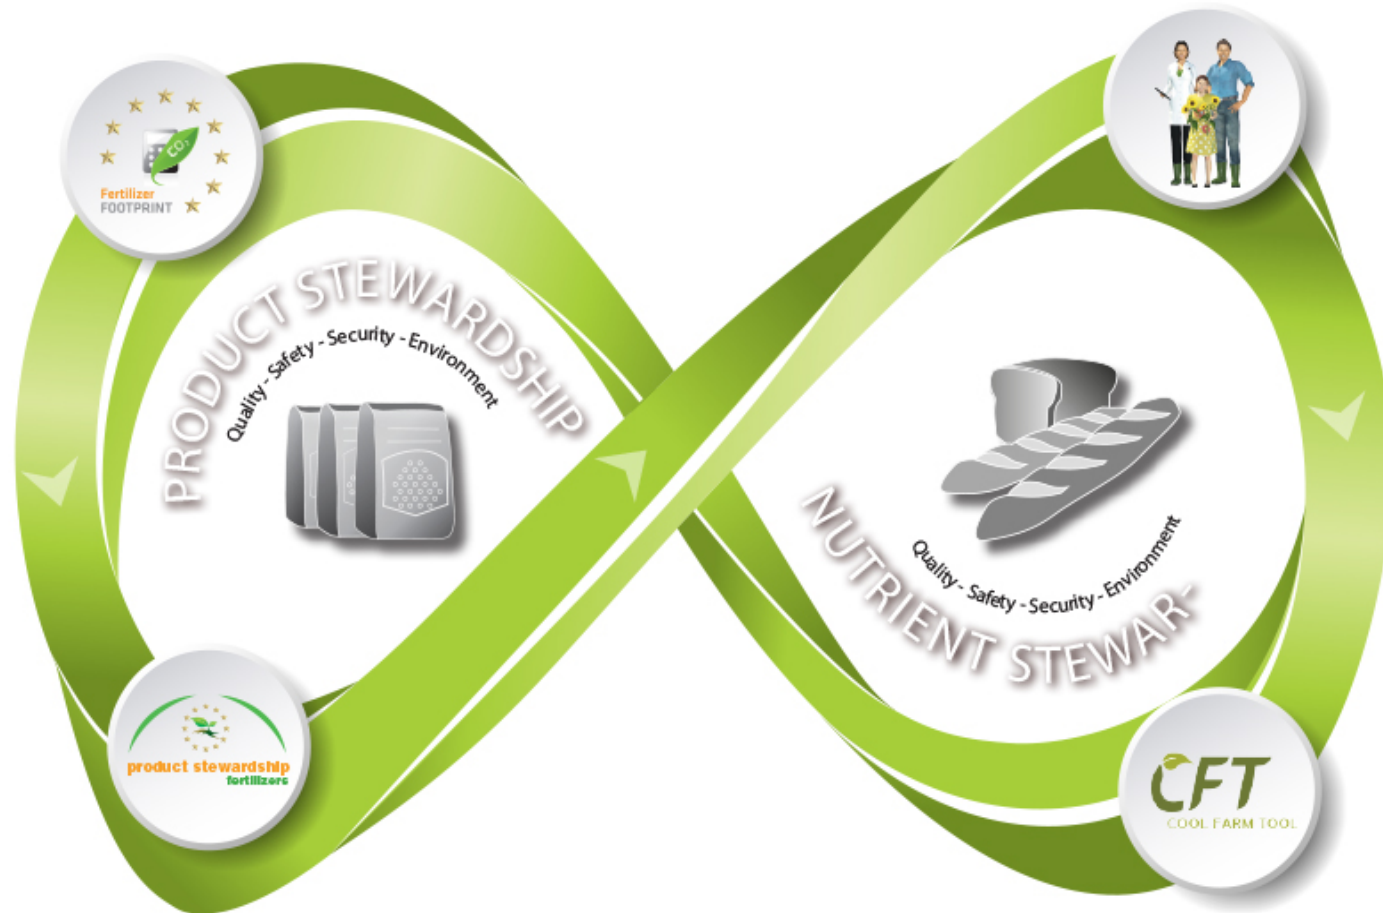 CO₂
Fertilizer
FOOTPRINT
PRODUCT STEWARDSHIP
Quality - Safety - Security - Environment
product stewardship
fertilizers
Quality - Safety - Security - Environment
NUTRIENT STEWAR-
CFT
COOL FARM TOOL